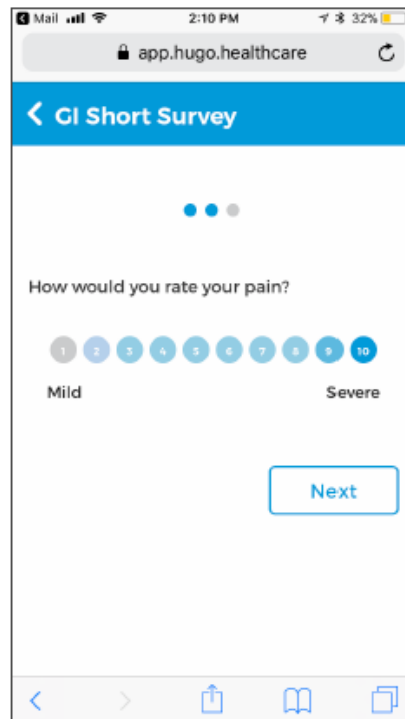 Mail 2:10 PM 32%
app.hugo.healthcare
GI Short Survey
How would you rate your pain?
1 2 3 4 5 6 7 8 9 10
Mild Severe
Next